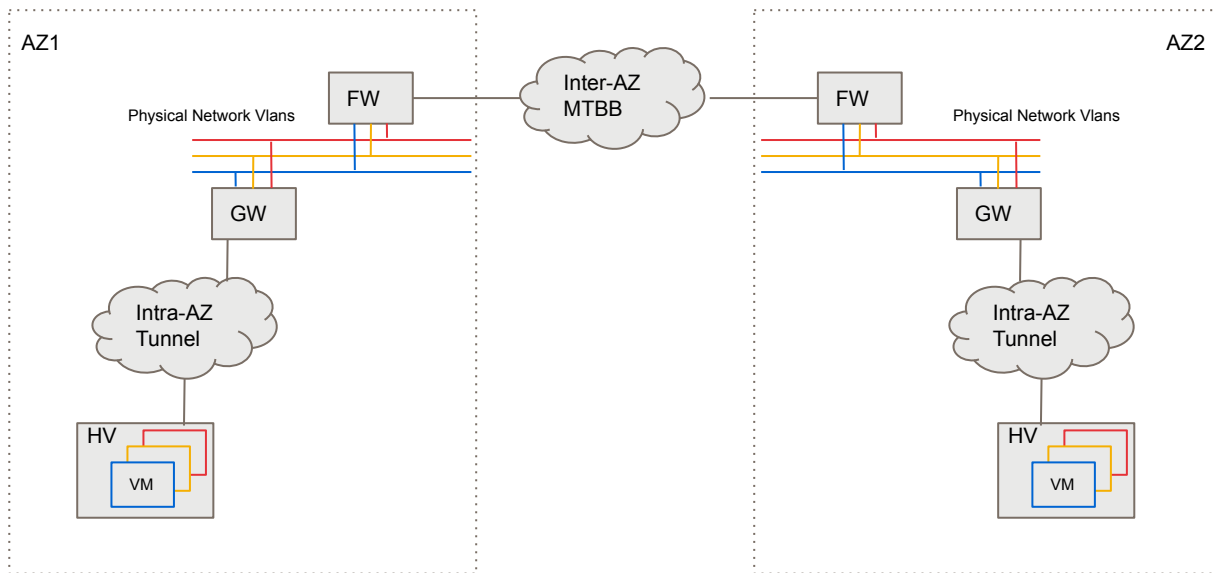 AZ1
AZ2
Inter-AZ
MTBB
FW
FW
Physical Network Vlans
Physical Network Vlans
GW
GW
Intra-AZ
Tunnel
Intra-AZ
Tunnel
HV
VM
HV
VM